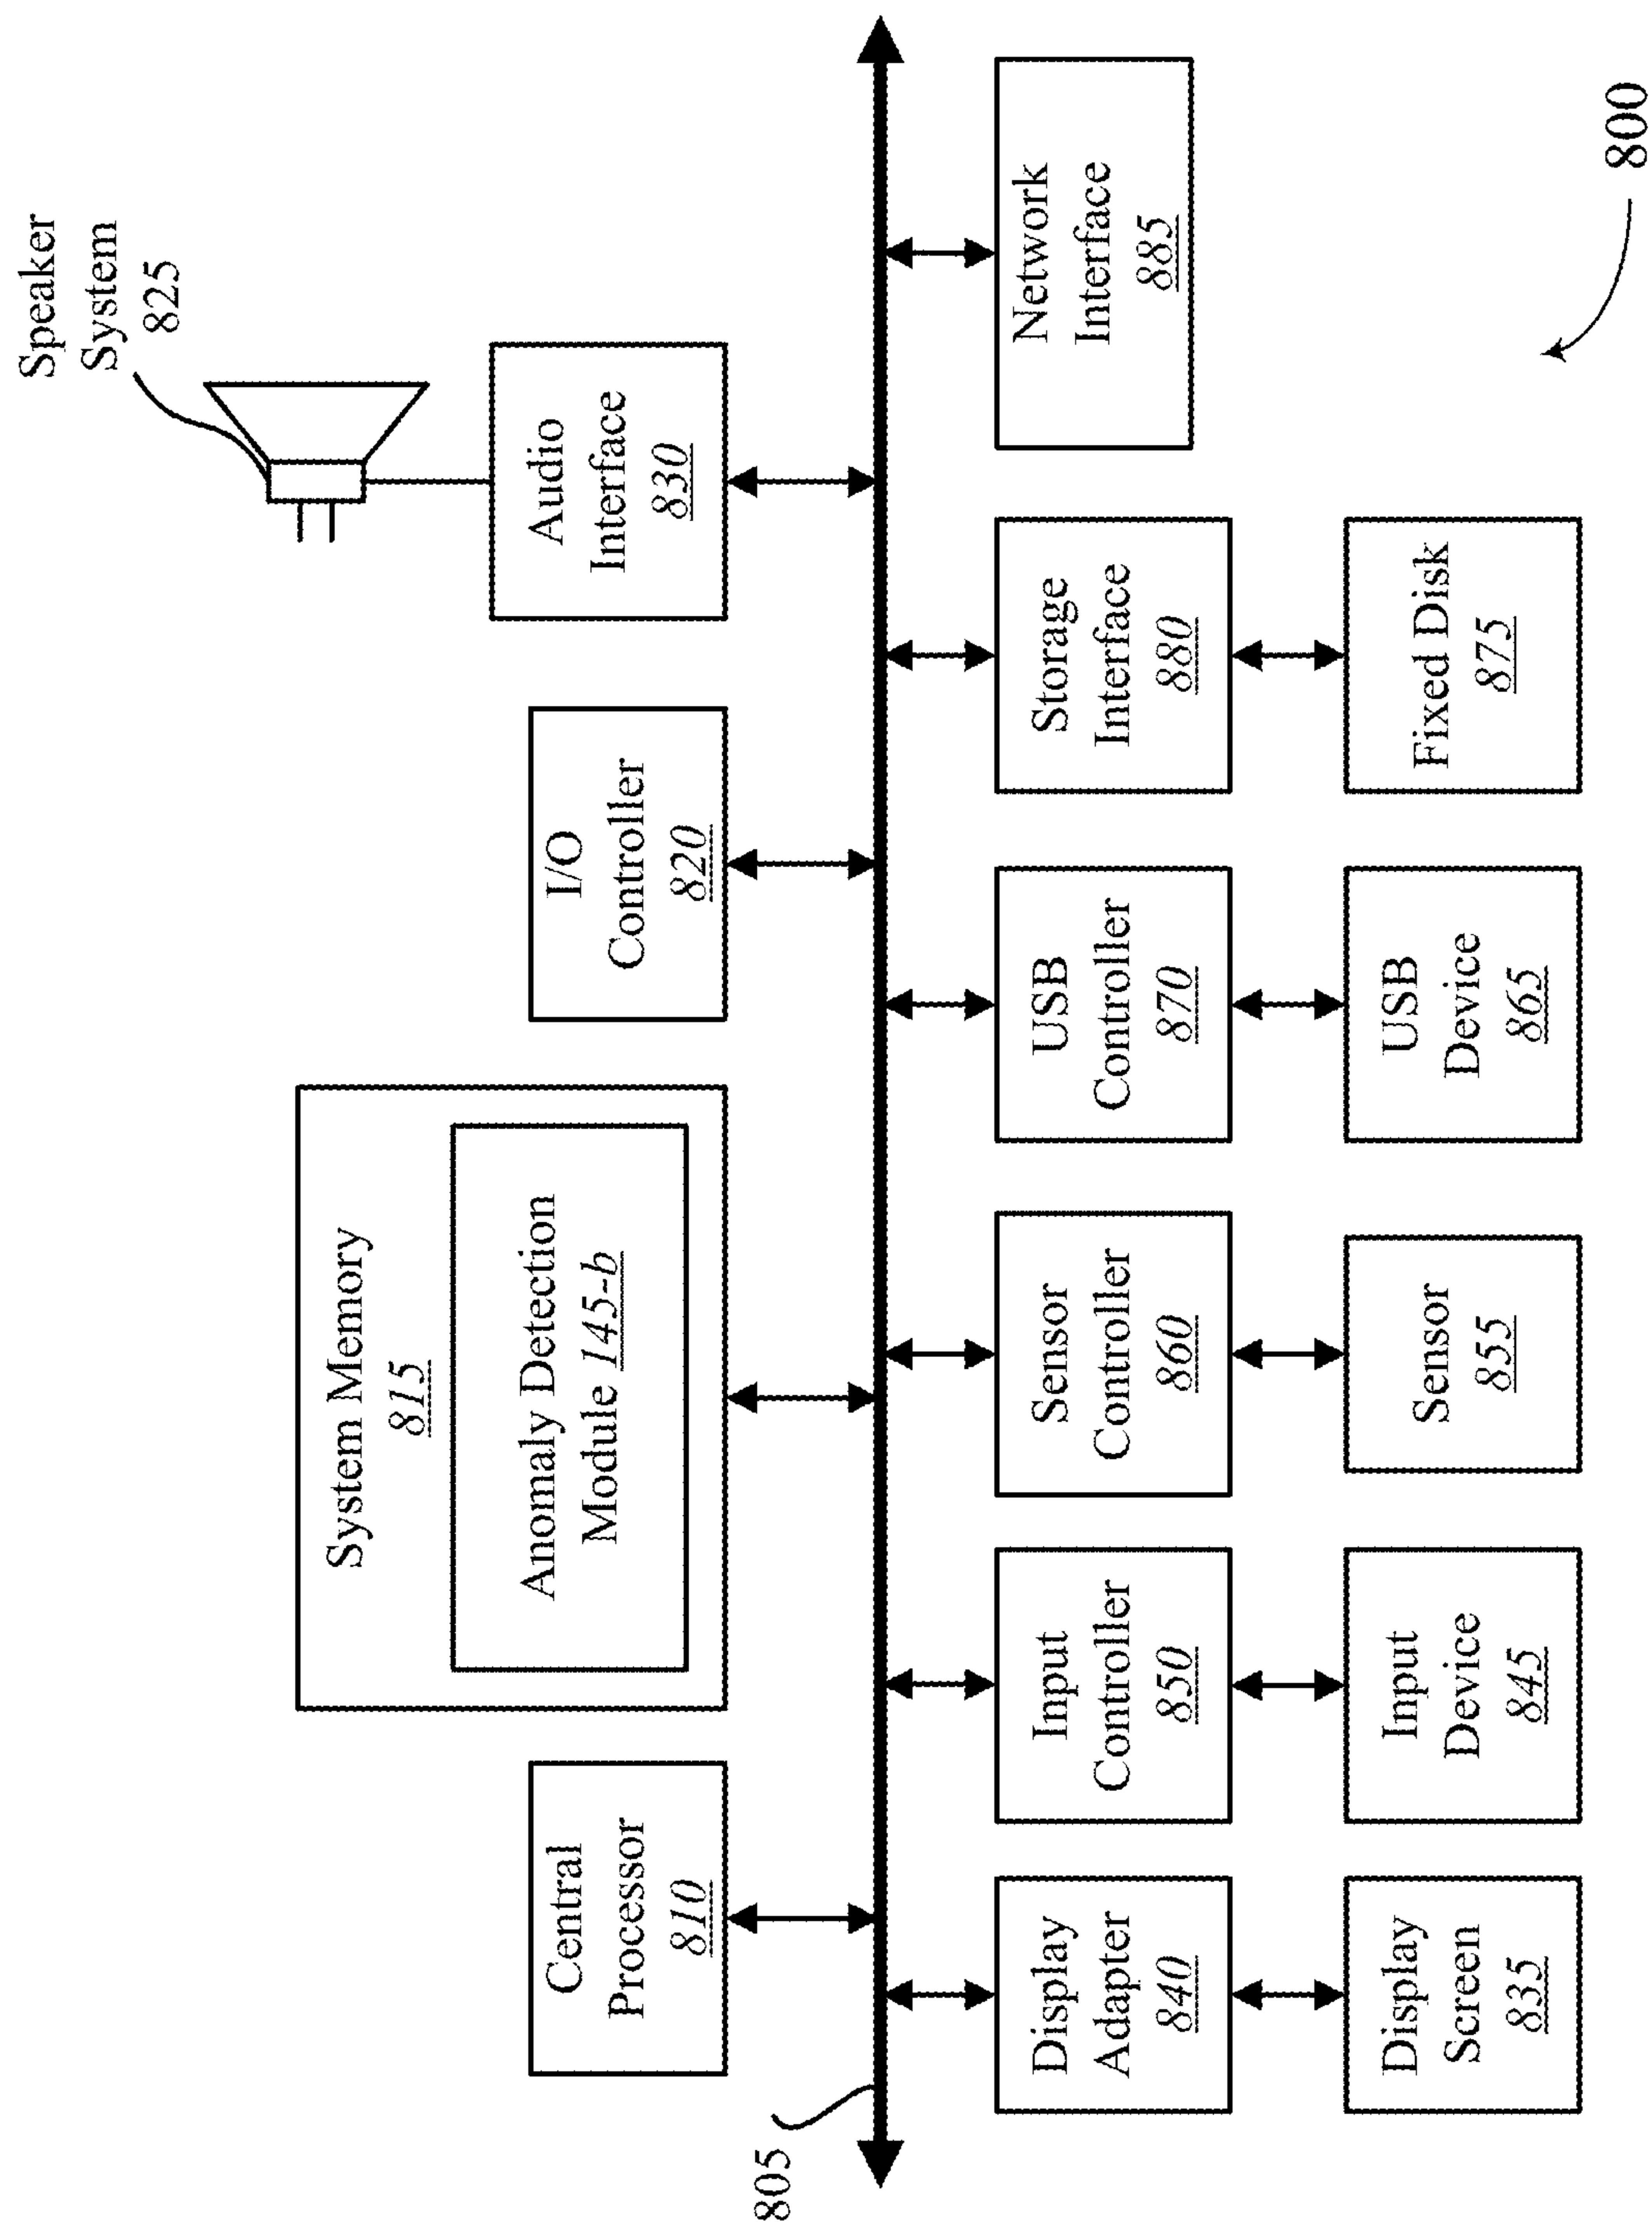 Speaker
System
825
Central
Processor
810
System Memory
815
Anomaly Detection
Module 145-b
I/O
Controller
820
Audio
Interface
830
805
Display
Adapter
840
Input
Controller
850
Sensor
Controller
860
USB
Controller
870
Storage
Interface
880
Network
Interface
885
Display
Screen
835
Input
Device
845
Sensor
855
USB
Device
865
Fixed Disk
875
800